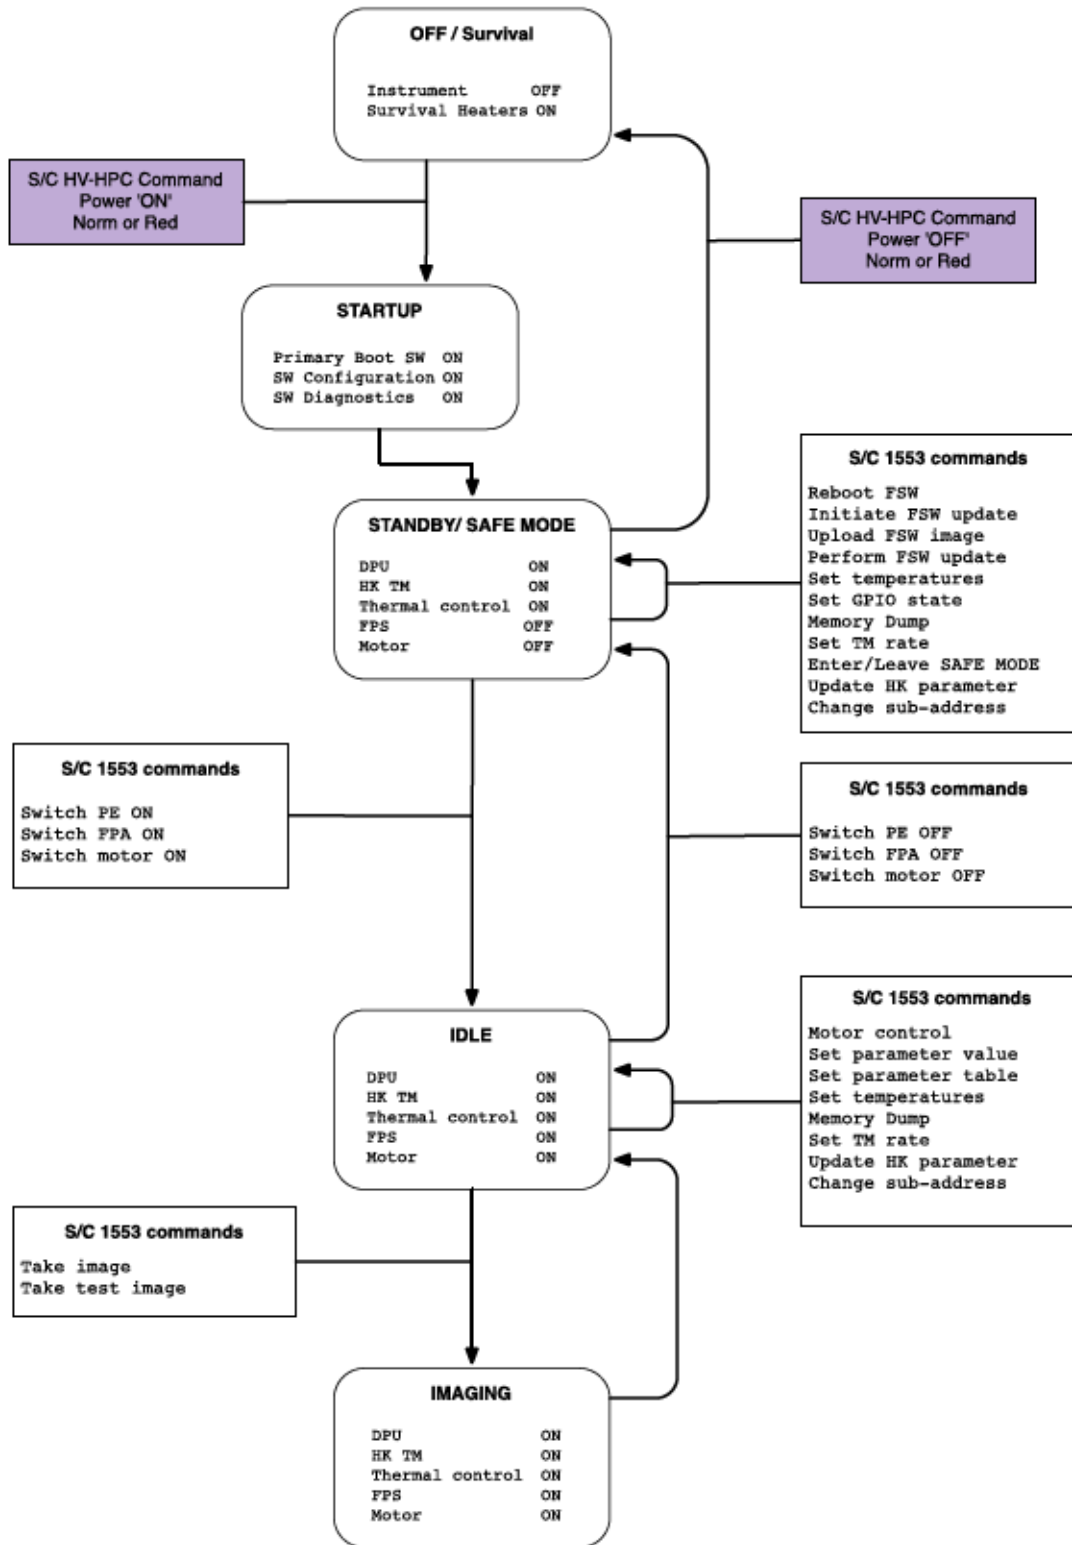 OFF / Survival
Instrument OFF
Survival Heaters ON
S/C HV-HPC Command
Power 'ON'
Norm or Red
S/C HV-HPC Command
Power 'OFF'
Norm or Red
STARTUP
Primary Boot SW ON
SW Configuration ON
SW Diagnostics ON
S/C 1553 commands
Reboot FSW
Initiate FSW update
Upload FSW image
Perform FSW update
Set temperatures
Set GPIO state
Memory Dump
Set TM rate
Enter/Leave SAFE MODE
Update HK parameter
Change sub-address
STANDBY/ SAFE MODE
DPU ON
HK TM ON
Thermal control ON
FPS OFF
Motor OFF
S/C 1553 commands
Switch PE ON
Switch FPA ON
Switch motor ON
S/C 1553 commands
Switch PE OFF
Switch FPA OFF
Switch motor OFF
S/C 1553 commands
Motor control
Set parameter value
Set parameter table
Set temperatures
Memory Dump
Set TM rate
Update HK parameter
Change sub-address
IDLE
DPU ON
HK TM ON
Thermal control ON
FPS ON
Motor ON
S/C 1553 commands
Take image
Take test image
IMAGING
DPU ON
HK TM ON
Thermal control ON
FPS ON
Motor ON